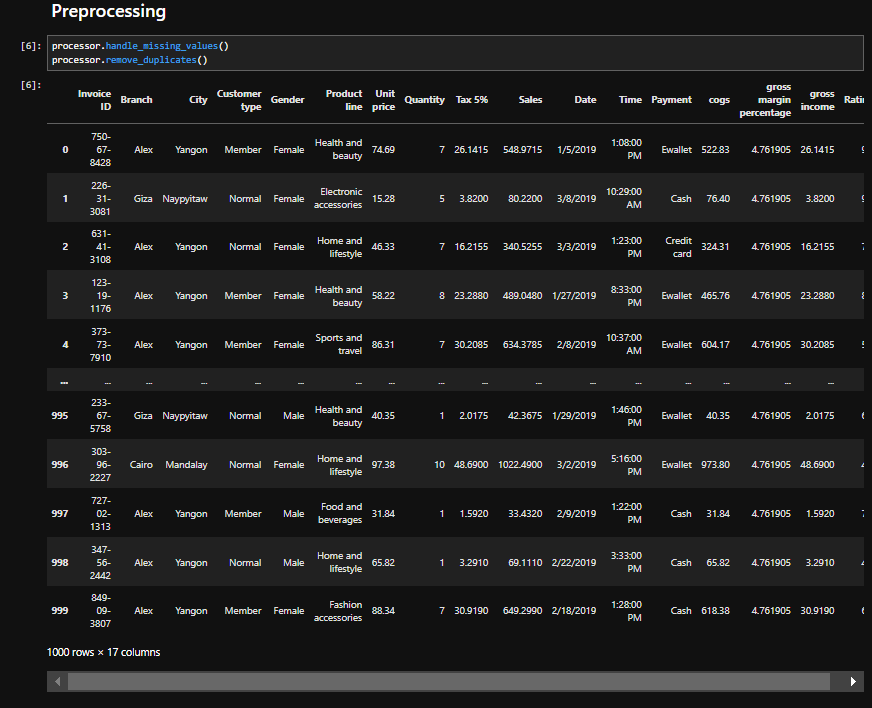 Preprocessing
[6]: processor.handle_missing_values()
processor.remove_duplicates()
[6]:
Invoice ID Branch City Customer type Gender Product line Unit price Quantity Tax 5% Sales Date Time Payment cogs gross margin percentage gross income
0 750-67-8428 Alex Yangon Member Female Health and beauty 74.69 7 26.1415 548.9715 1/5/2019 1:08:00 PM Ewallet 522.83 4.761905 26.1415
1 226-31-3081 Giza Naypyitaw Normal Female Electronic accessories 15.28 5 3.8200 80.2200 3/8/2019 10:29:00 AM Cash 76.40 4.761905 3.8200
2 631-41-3108 Alex Yangon Normal Female Home and lifestyle 46.33 7 16.2155 340.5255 3/3/2019 1:23:00 PM Credit card 324.31 4.761905 16.2155
3 123-19-1176 Alex Yangon Member Female Health and beauty 58.22 8 23.2880 489.0480 1/27/2019 8:33:00 PM Ewallet 465.76 4.761905 23.2880
4 373-73-7910 Alex Yangon Member Female Sports and travel 86.31 7 30.2085 634.3785 2/8/2019 10:37:00 AM Ewallet 604.17 4.761905 30.2085
... ... ... ... ... ... ... ... ... ... ... ... ... ... ... ... ...
995 233-67-5758 Giza Naypyitaw Normal Male Health and beauty 40.35 1 2.0175 42.3675 1/29/2019 1:46:00 PM Ewallet 40.35 4.761905 2.0175
996 303-96-2227 Cairo Mandalay Normal Female Home and lifestyle 97.38 10 48.6900 1022.4900 3/2/2019 5:16:00 PM Ewallet 973.80 4.761905 48.6900
997 727-02-1313 Alex Yangon Member Male Food and beverages 31.84 1 1.5920 33.4320 2/9/2019 1:22:00 PM Cash 31.84 4.761905 1.5920
998 347-56-2442 Alex Yangon Normal Male Home and lifestyle 65.82 1 3.2910 69.1110 2/22/2019 3:33:00 PM Cash 65.82 4.761905 3.2910
999 849-09-3807 Alex Yangon Member Female Fashion accessories 88.34 7 30.9190 649.2990 2/18/2019 1:28:00 PM Cash 618.38 4.761905 30.9190
1000 rows × 17 columns